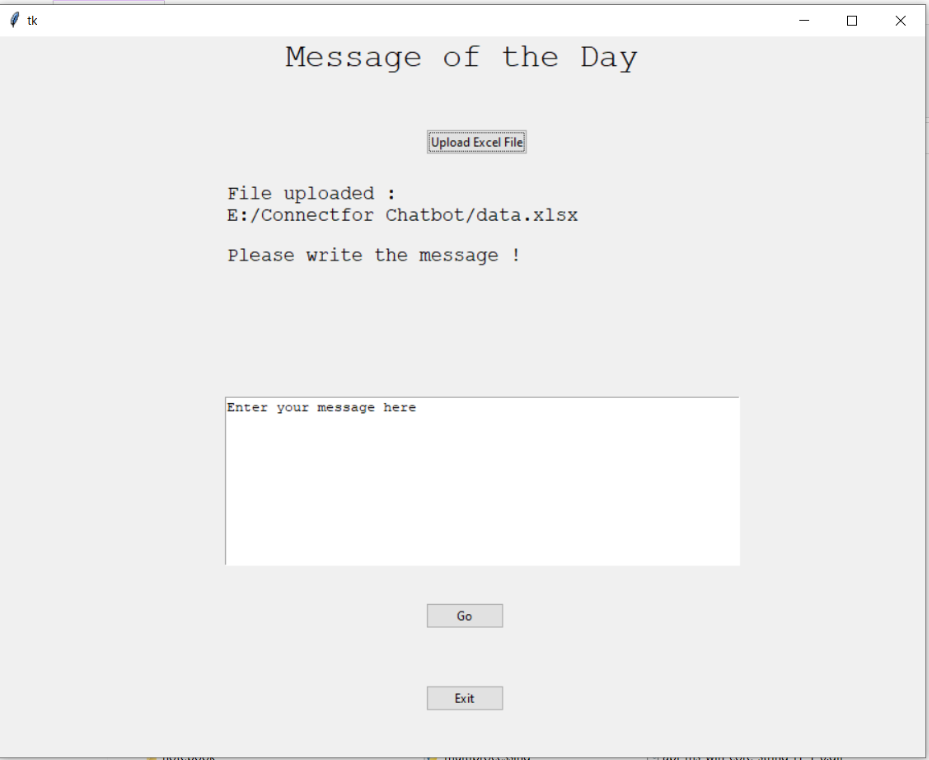 tk
Message of the Day
Upload Excel File
File uploaded :
E:/Connectfor Chatbot/data.xlsx
Please write the message !
Enter your message here
Go
Exit